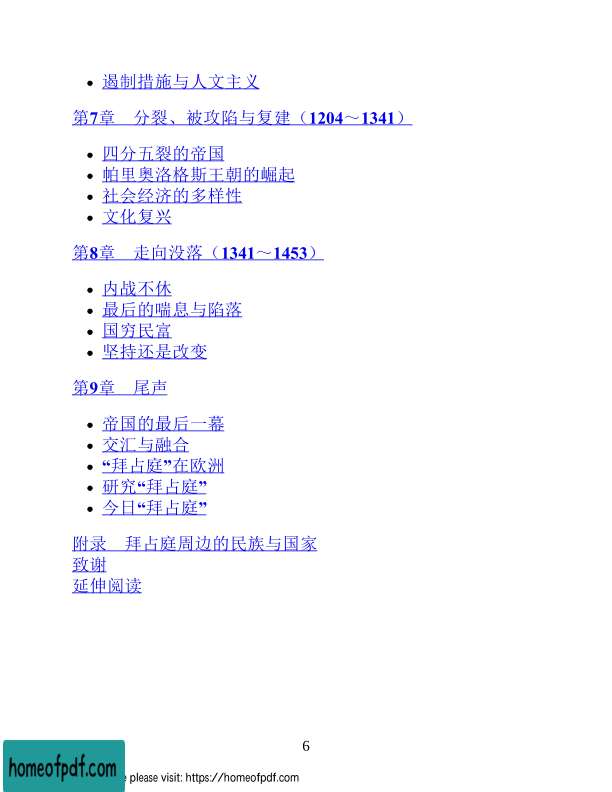 遏制措施与人文主义
第7章 分裂、被攻陷与复建（1204～1341）
四分五裂的帝国
帕里奥洛格斯王朝的崛起
社会经济的多样性
文化复兴
第8章 走向没落（1341～1453）
内战不休
最后的喘息与陷落
国穷民富
坚持还是改变
第9章 尾声
帝国的最后一幕
交汇与融合
“拜占庭”在欧洲
研究“拜占庭”
今日“拜占庭”
附录 拜占庭周边的民族与国家
致谢
延伸阅读
6
homeofpdf.com
e please visit: https://homeofpdf.com